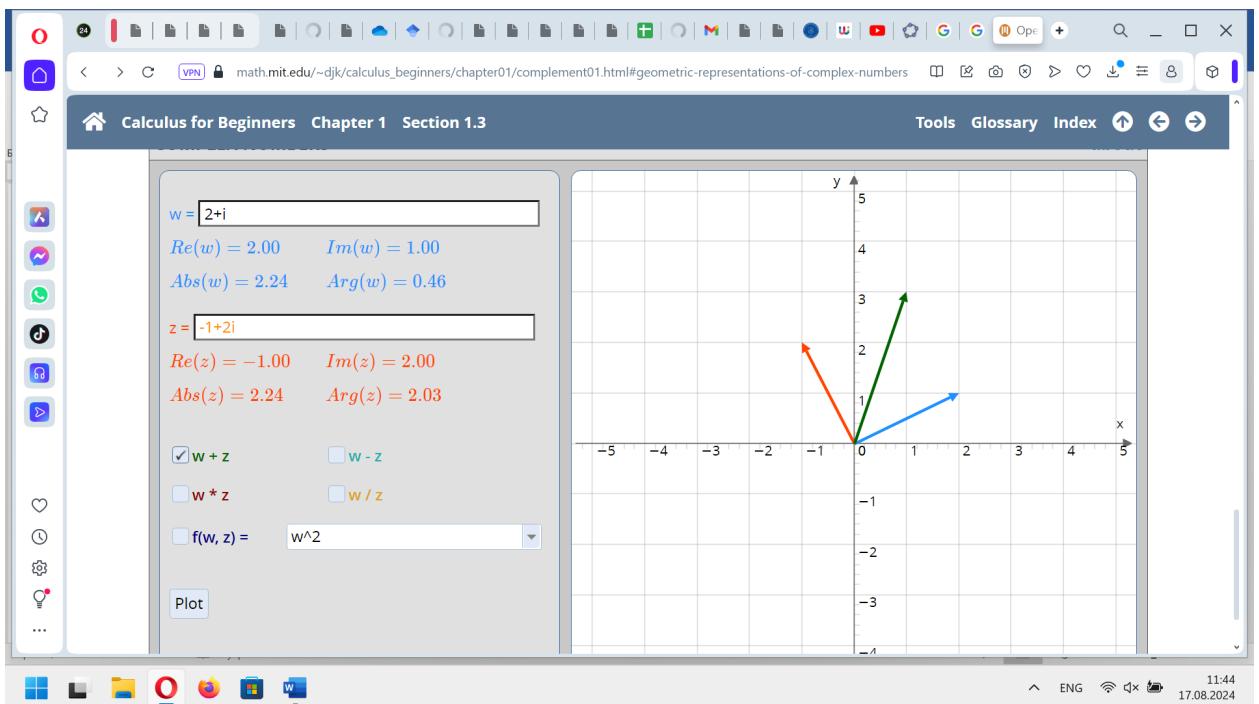 24
Ope
VPN
math.mit.edu/~djk/calculus_beginners/chapter01/complement01.html#geometric-representations-of-complex-numbers
Calculus for Beginners Chapter 1 Section 1.3
Tools Glossary Index
w = 2+i
Re(w) = 2.00 Im(w) = 1.00
Abs(w) = 2.24 Arg(w) = 0.46
z = -1+2i
Re(z) = −1.00 Im(z) = 2.00
Abs(z) = 2.24 Arg(z) = 2.03
w + z w - z
w * z w / z
f(w, z) = w^2
Plot
y
5
4
3
2
1
x
−5 −4 −3 −2 −1 0 1 2 3 4 5
−1
−2
−3
−4
ENG
11:44
17.08.2024